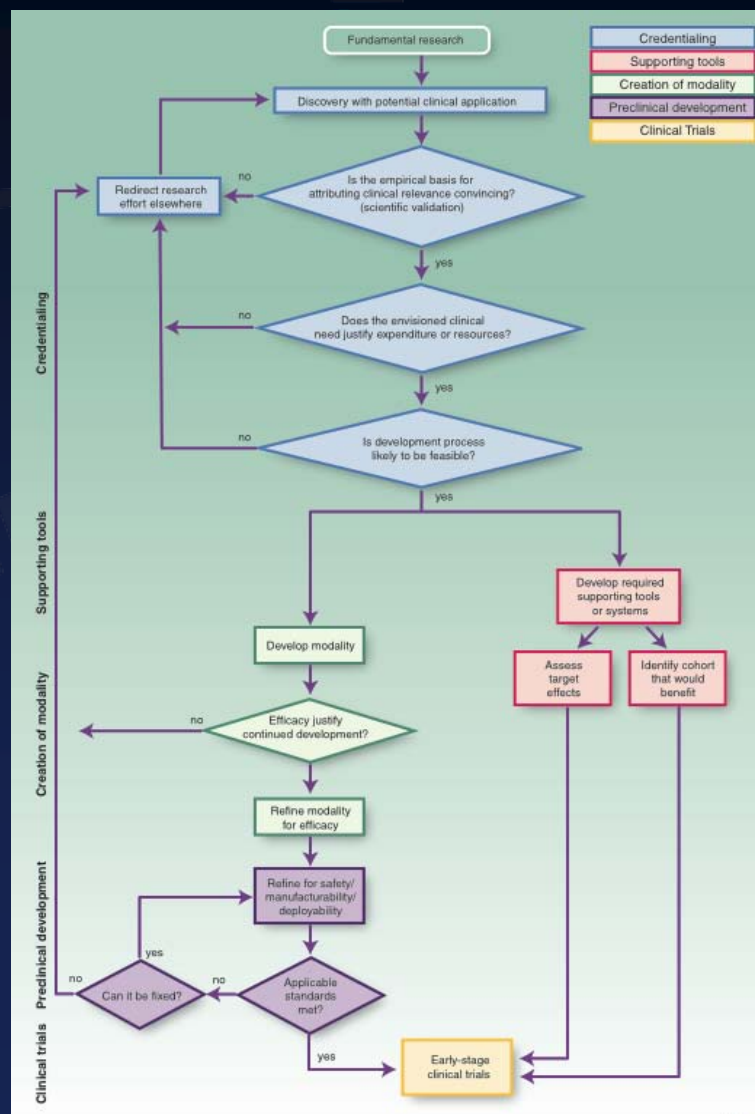 Fundamental research
Credentialing
Supporting tools
Creation of modality
Preclinical development
Clinical Trials
Discovery with potential clinical application
Is the empirical basis for
attributing clinical relevance convincing?
(scientific validation)
no
Redirect research
effort elsewhere
yes
Does the envisioned clinical
need justify expenditure or resources?
no
yes
Is development process
likely to be feasible?
no
yes
Develop required
supporting tools
or systems
Develop modality
Assess
target
effects
Identify cohort
that would
benefit
Efficacy justify
continued development?
no
Refine modality
for efficacy
Refine for safety/
manufacturability/
deployability
Applicable
standards
met?
no
Can it be fixed?
yes
no
yes
Early-stage
clinical trials
Credentialing
Supporting tools
Creation of modality
Preclinical development
Clinical trials